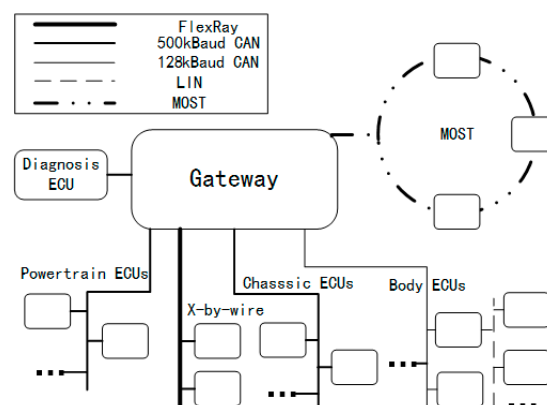 FlexRay
500kBaud CAN
128kBaud CAN
LIN
MOST
MOST
Diagnosis
ECU
Gateway
Powertrain ECUs
Chasssic ECUs
Body ECUs
X-by-wire